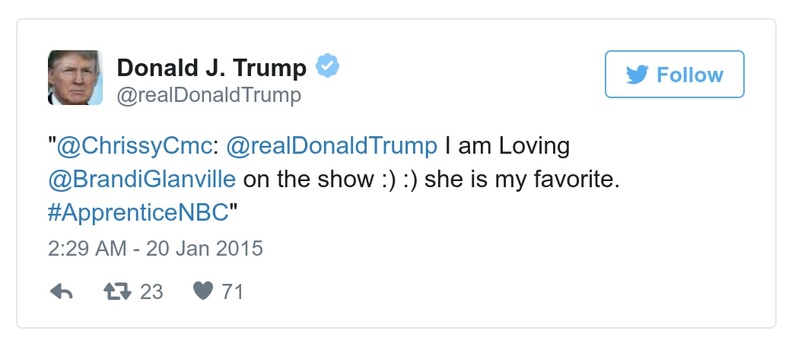 Donald J. Trump
@realDonaldTrump
Follow
"@ChrissyCmc: @realDonaldTrump I am Loving
@BrandiGlanville on the show :) :) she is my favorite.
#ApprenticeNBC"
2:29 AM - 20 Jan 2015
23 71